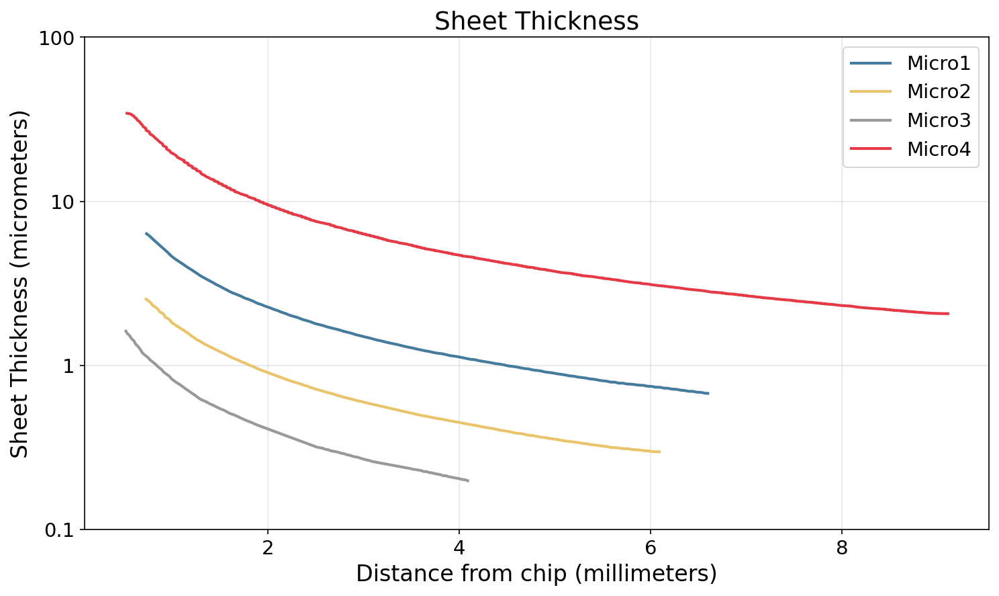 Sheet Thickness
Sheet Thickness (micrometers)
100
10
1
0.1
Micro1
Micro2
Micro3
Micro4
2 4 6 8
Distance from chip (millimeters)